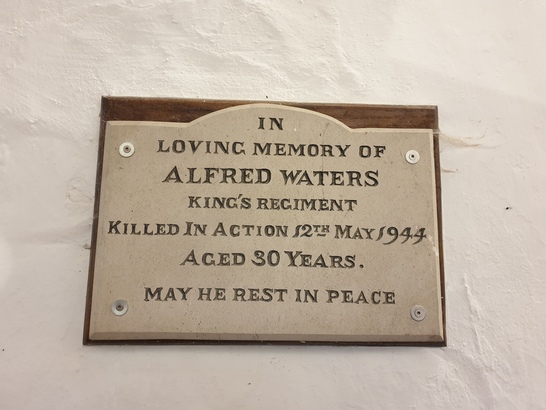 IN
LOVING MEMORY OF
ALFRED WATERS
KING'S REGIMENT
KILLED IN ACTION 12TH MAY 1944
AGED 30 YEARS.
MAY HE REST IN PEACE